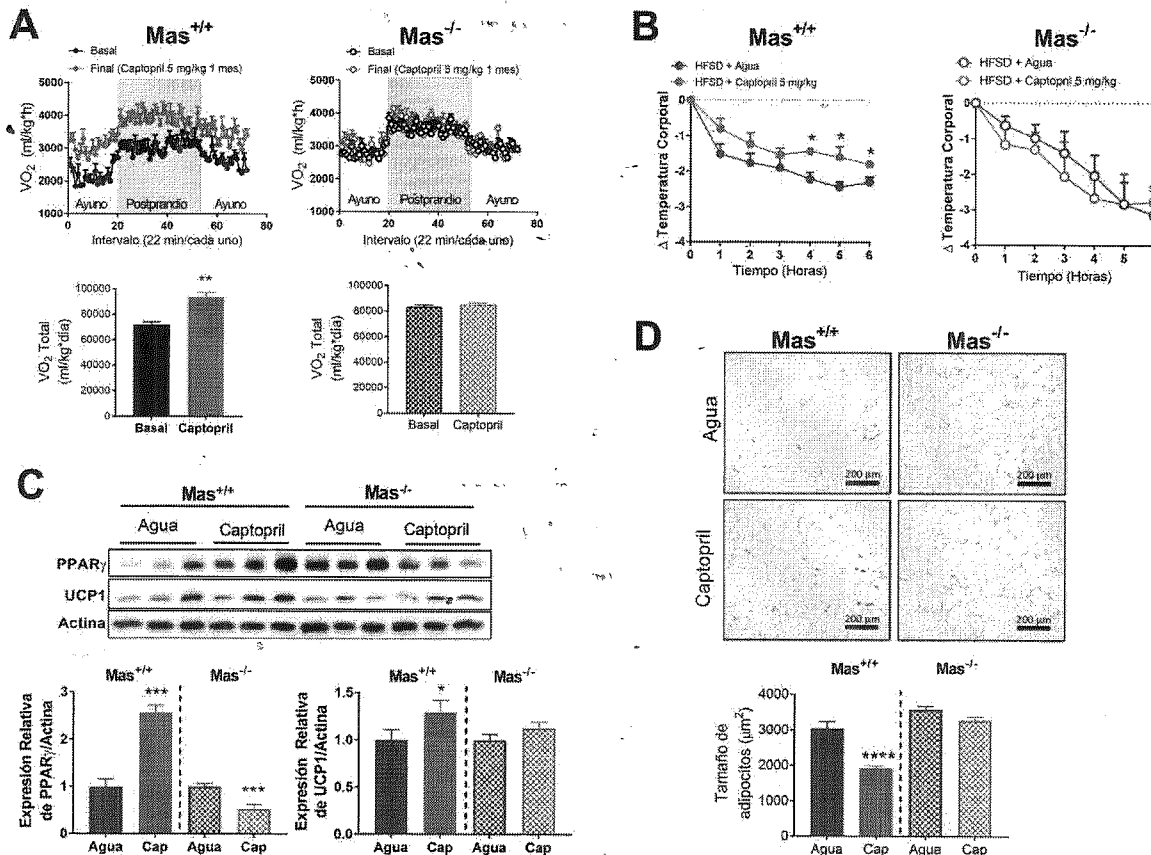 A
Mas+/+
Basal
Final (Captopril 5 mg/kg 1 mes)
VO2 (ml/kg*h)
5000
4000
3000
2000
1000
Ayuno
Postprandio
Ayuno
0
20
40
60
80
Intervalo (22 min/cada uno)
Mas-/-
Basal
Final (Captopril 5 mg/kg 1 mes)
VO2 (ml/kg*h)
5000
4000
3000
2000
1000
Ayuno
Postprandio
Ayuno
0
20
40
60
80
Intervalo (22 min/cada uno)
VO2 Total
(ml/kg*día)
100000
80000
60000
40000
20000
0
**
Basal
Captopril
VO2 Total
(ml/kg*día)
100000
80000
60000
40000
20000
0
Basal
Captopril
B
Mas+/+
HFSD + Agua
HFSD + Captopril 5 mg/kg
Δ Temperatura Corporal
0
-1
-2
-3
-4
* * *
0 1 2 3 4 5 6
Tiempo (Horas)
Mas-/-
HFSD + Agua
HFSD + Captopril 5 mg/kg
Δ Temperatura Corporal
0
-1
-2
-3
-4
0 1 2 3 4 5
Tiempo (Horas)
C
Mas+/+
Mas-/-
Agua
Captopril
Agua
Captopril
PPARγ
UCP1
Actina
Mas+/+
Mas-/-
Expresión Relativa
de PPARγ/Actina
3
2
1
0
***
***
Agua
Cap
Agua
Cap
Mas+/+
Mas-/-
Expresión Relativa
de UCP1/Actina
1.5
1.0
0.5
0.0
*
Agua
Cap
Agua
Cap
D
Mas+/+
Mas-/-
Agua
200 µm
200 µm
Captopril
200 µm
200 µm
Mas+/+
Mas-/-
Tamaño de
adipocitos (µm2)
4000
3000
2000
1000
0
****
Agua
Cap
Agua
Cap